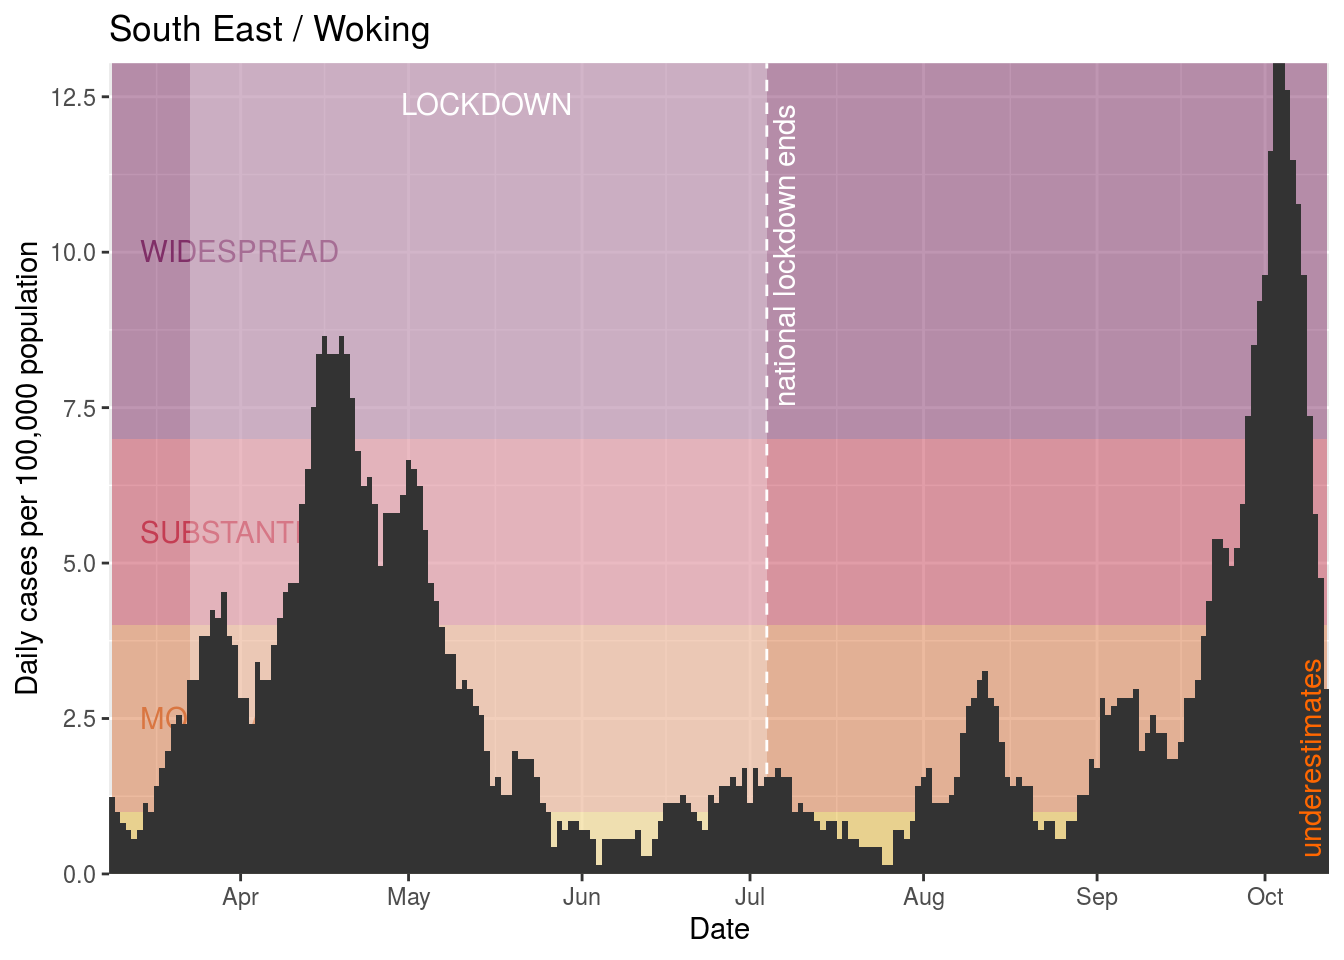 South East / Woking
12.5
10.0
7.5
5.0
2.5
0.0
Daily cases per 100,000 population
LOCKDOWN
national lockdown ends
WIDESPREAD
SUBSTANTI
MO
underestimates
Apr
May
Jun
Jul
Aug
Sep
Oct
Date